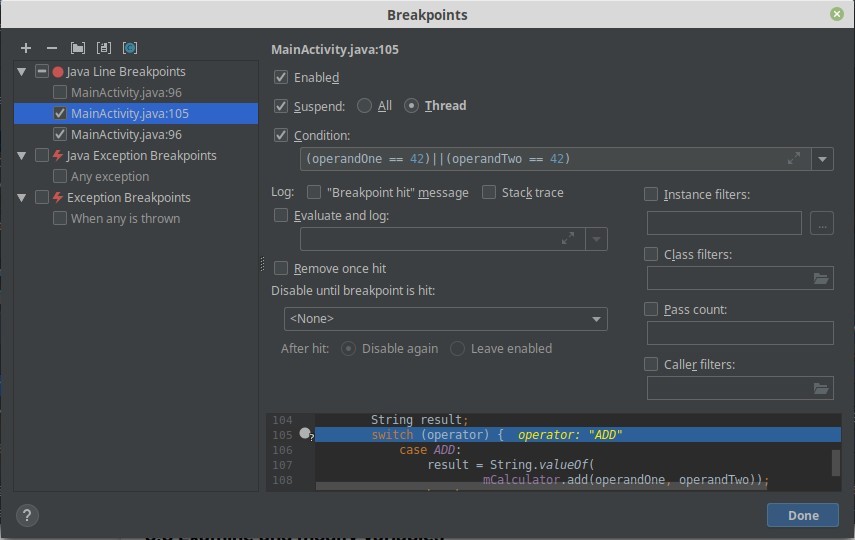 Breakpoints
MainActivity.java:105
Java Line Breakpoints
MainActivity.java:96
MainActivity.java:105
MainActivity.java:96
Java Exception Breakpoints
Any exception
Exception Breakpoints
When any is thrown
Enabled
Suspend: All Thread
Condition:
(operandOne == 42)||(operandTwo == 42)
Log: "Breakpoint hit" message Stack trace
Evaluate and log:
Remove once hit
Disable until breakpoint is hit:
<None>
After hit: Disable again Leave enabled
Instance filters:
...
Class filters:
Pass count:
Caller filters:
104 String result;
105 switch (operator) { operator: "ADD"
106 case ADD:
107 result = String.valueOf(
108 mCalculator.add(operandOne, operandTwo));
?
Done